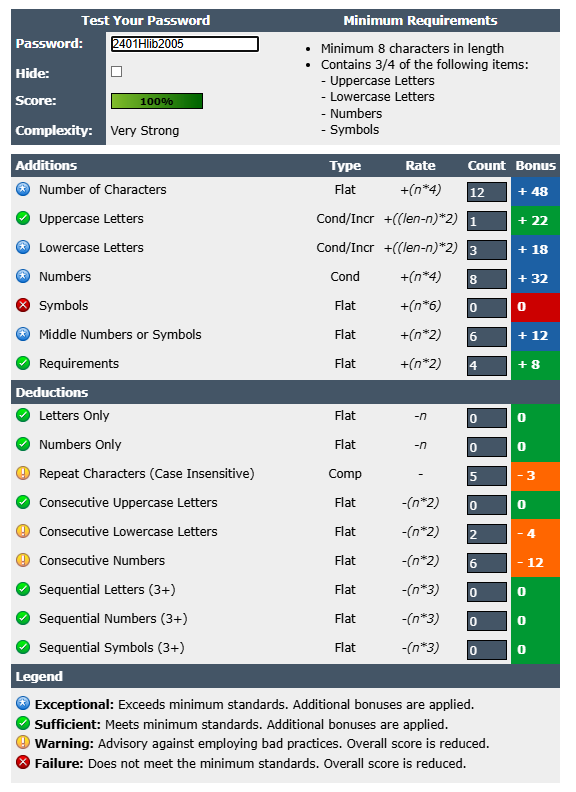 Test Your Password
Minimum Requirements
Password: 2401Hlib2005
Hide:
Score: 100%
Complexity: Very Strong
• Minimum 8 characters in length
• Contains 3/4 of the following items:
- Uppercase Letters
- Lowercase Letters
- Numbers
- Symbols
Additions Type Rate Count Bonus
Number of Characters Flat +(n*4) 12 + 48
Uppercase Letters Cond/Incr +((len-n)*2) 1 + 22
Lowercase Letters Cond/Incr +((len-n)*2) 3 + 18
Numbers Cond +(n*4) 8 + 32
Symbols Flat +(n*6) 0 0
Middle Numbers or Symbols Flat +(n*2) 6 + 12
Requirements Flat +(n*2) 4 + 8
Deductions
Letters Only Flat -n 0 0
Numbers Only Flat -n 0 0
Repeat Characters (Case Insensitive) Comp - 5 - 3
Consecutive Uppercase Letters Flat -(n*2) 0 0
Consecutive Lowercase Letters Flat -(n*2) 2 - 4
Consecutive Numbers Flat -(n*2) 6 - 12
Sequential Letters (3+) Flat -(n*3) 0 0
Sequential Numbers (3+) Flat -(n*3) 0 0
Sequential Symbols (3+) Flat -(n*3) 0 0
Legend
Exceptional: Exceeds minimum standards. Additional bonuses are applied.
Sufficient: Meets minimum standards. Additional bonuses are applied.
Warning: Advisory against employing bad practices. Overall score is reduced.
Failure: Does not meet the minimum standards. Overall score is reduced.